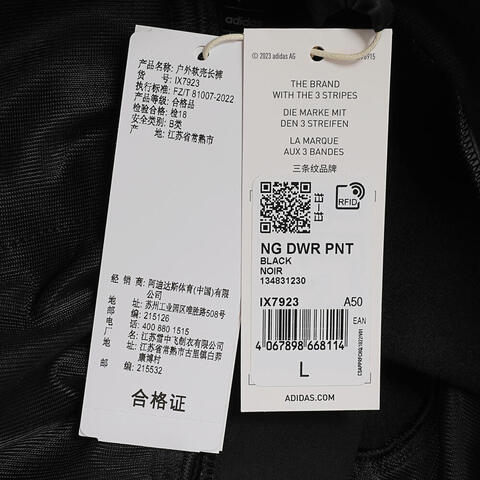 adidas
产品名称: 户外软壳长裤
货 号: IX7923
执行标准: FZ/T 81007-2022
产品等级: 合格品
检验合格: 检18
安全类别: B类
产 地: 江苏省常熟市
经 销 商: 阿迪达斯体育(中国)有限
公司
地 址: 苏州工业园区唯胜路508号
邮 编: 215126
电 话: 400 880 1515
厂 名: 江苏雪中飞制衣有限公司
地 址: 江苏省常熟市古里镇白茆
康博村
邮 编: 215532
合格证
© 2023 adidas AG
THE BRAND
WITH THE 3 STRIPES
DIE MARKE MIT
DEN 3 STREIFEN
LA MARQUE
AUX 3 BANDES
三条纹品牌
RFID
NG DWR PNT
BLACK
NOIR
134831230
IX7923 A50
EAN
4 067898 668114
L
ADIDAS.COM